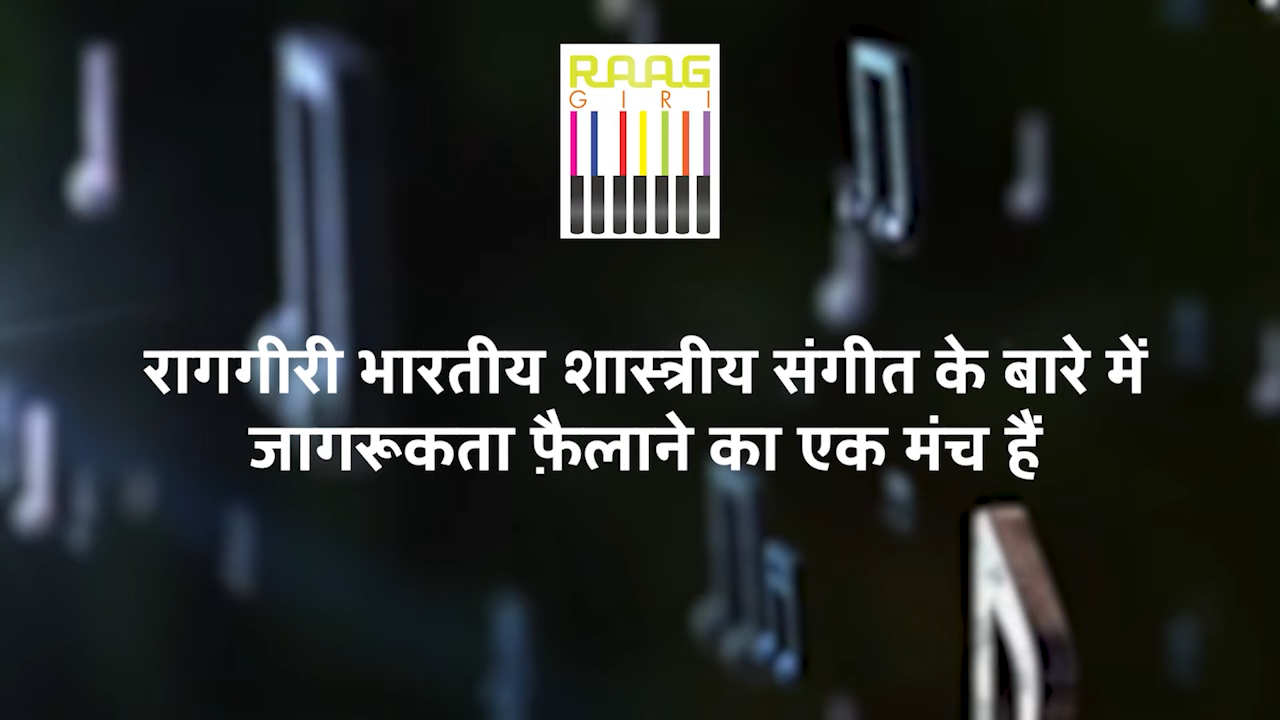 RAAG
GIRI
रागगीरी भारतीय शास्त्रीय संगीत के बारे में
जागरूकता फ़ैलाने का एक मंच हैं